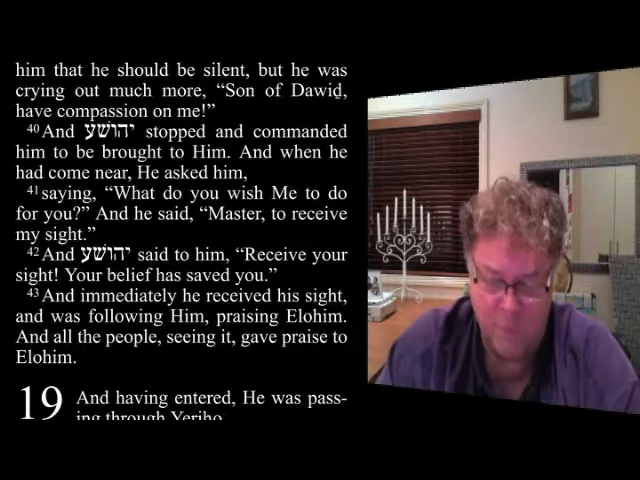 him that he should be silent, but he was
crying out much more, “Son of Dawiḏ,
have compassion on me!”
40 And יהושע stopped and commanded
him to be brought to Him. And when he
had come near, He asked him,
41 saying, “What do you wish Me to do
for you?” And he said, “Master, to receive
my sight.”
42 And יהושע said to him, “Receive your
sight! Your belief has saved you.”
43 And immediately he received his sight,
and was following Him, praising Elohim.
And all the people, seeing it, gave praise to
Elohim.
19 And having entered, He was pass-
ing through Yeriḥo